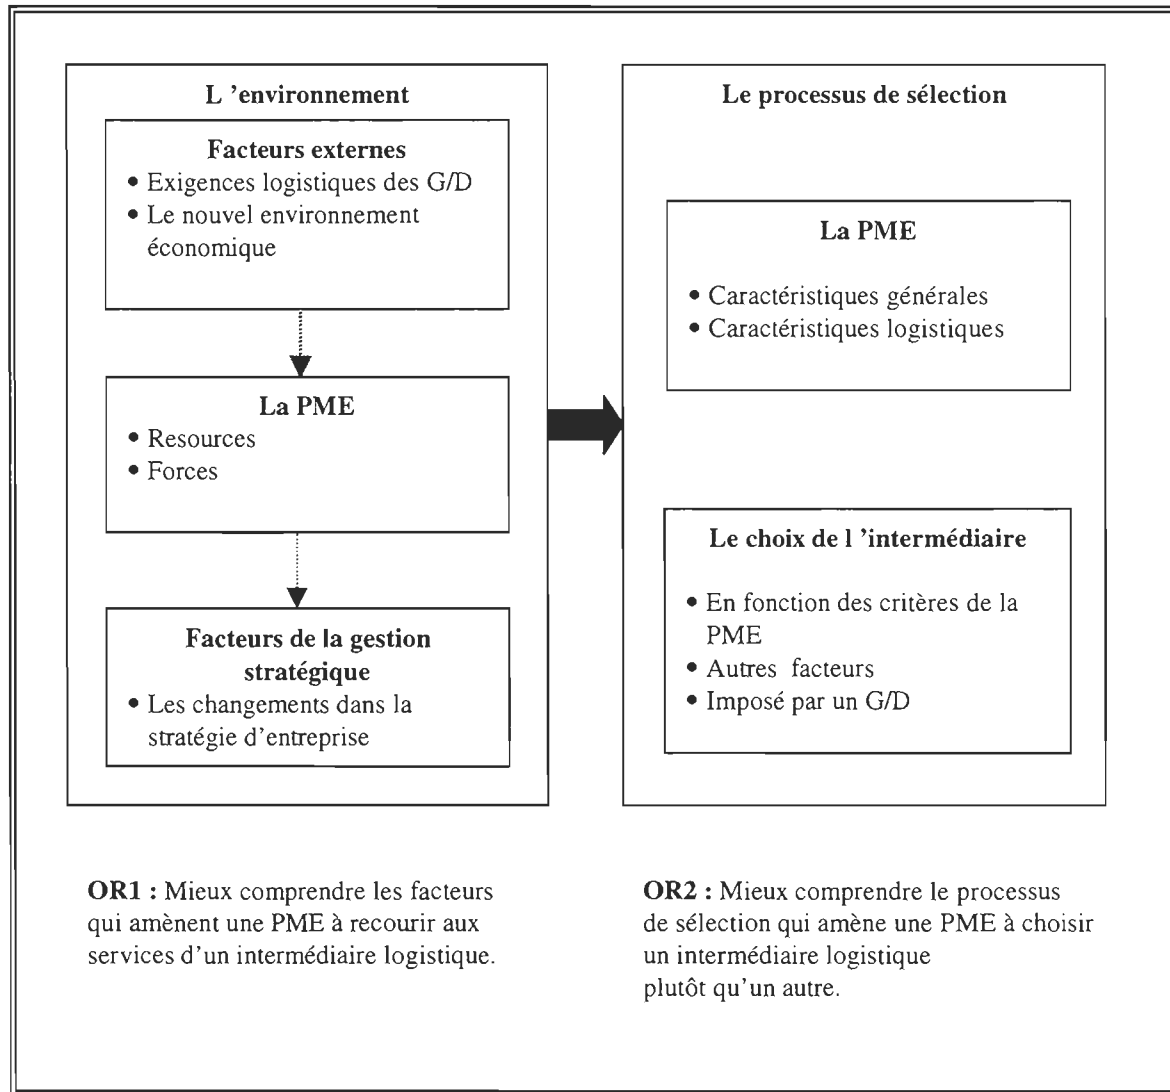 L 'environnement
Facteurs externes
• Exigences logistiques des G/D
• Le nouvel environnement
économique
La PME
• Resources
• Forces
Facteurs de la gestion
stratégique
• Les changements dans la
stratégie d'entreprise
OR1 : Mieux comprendre les facteurs
qui amènent une PME à recourir aux
services d'un intermédiaire logistique.
Le processus de sélection
La PME
• Caractéristiques générales
• Caractéristiques logistiques
Le choix de l 'intermédiaire
• En fonction des critères de la
PME
• Autres facteurs
• Imposé par un G/D
OR2 : Mieux comprendre le processus
de sélection qui amène une PME à choisir
un intermédiaire logistique
plutôt qu'un autre.